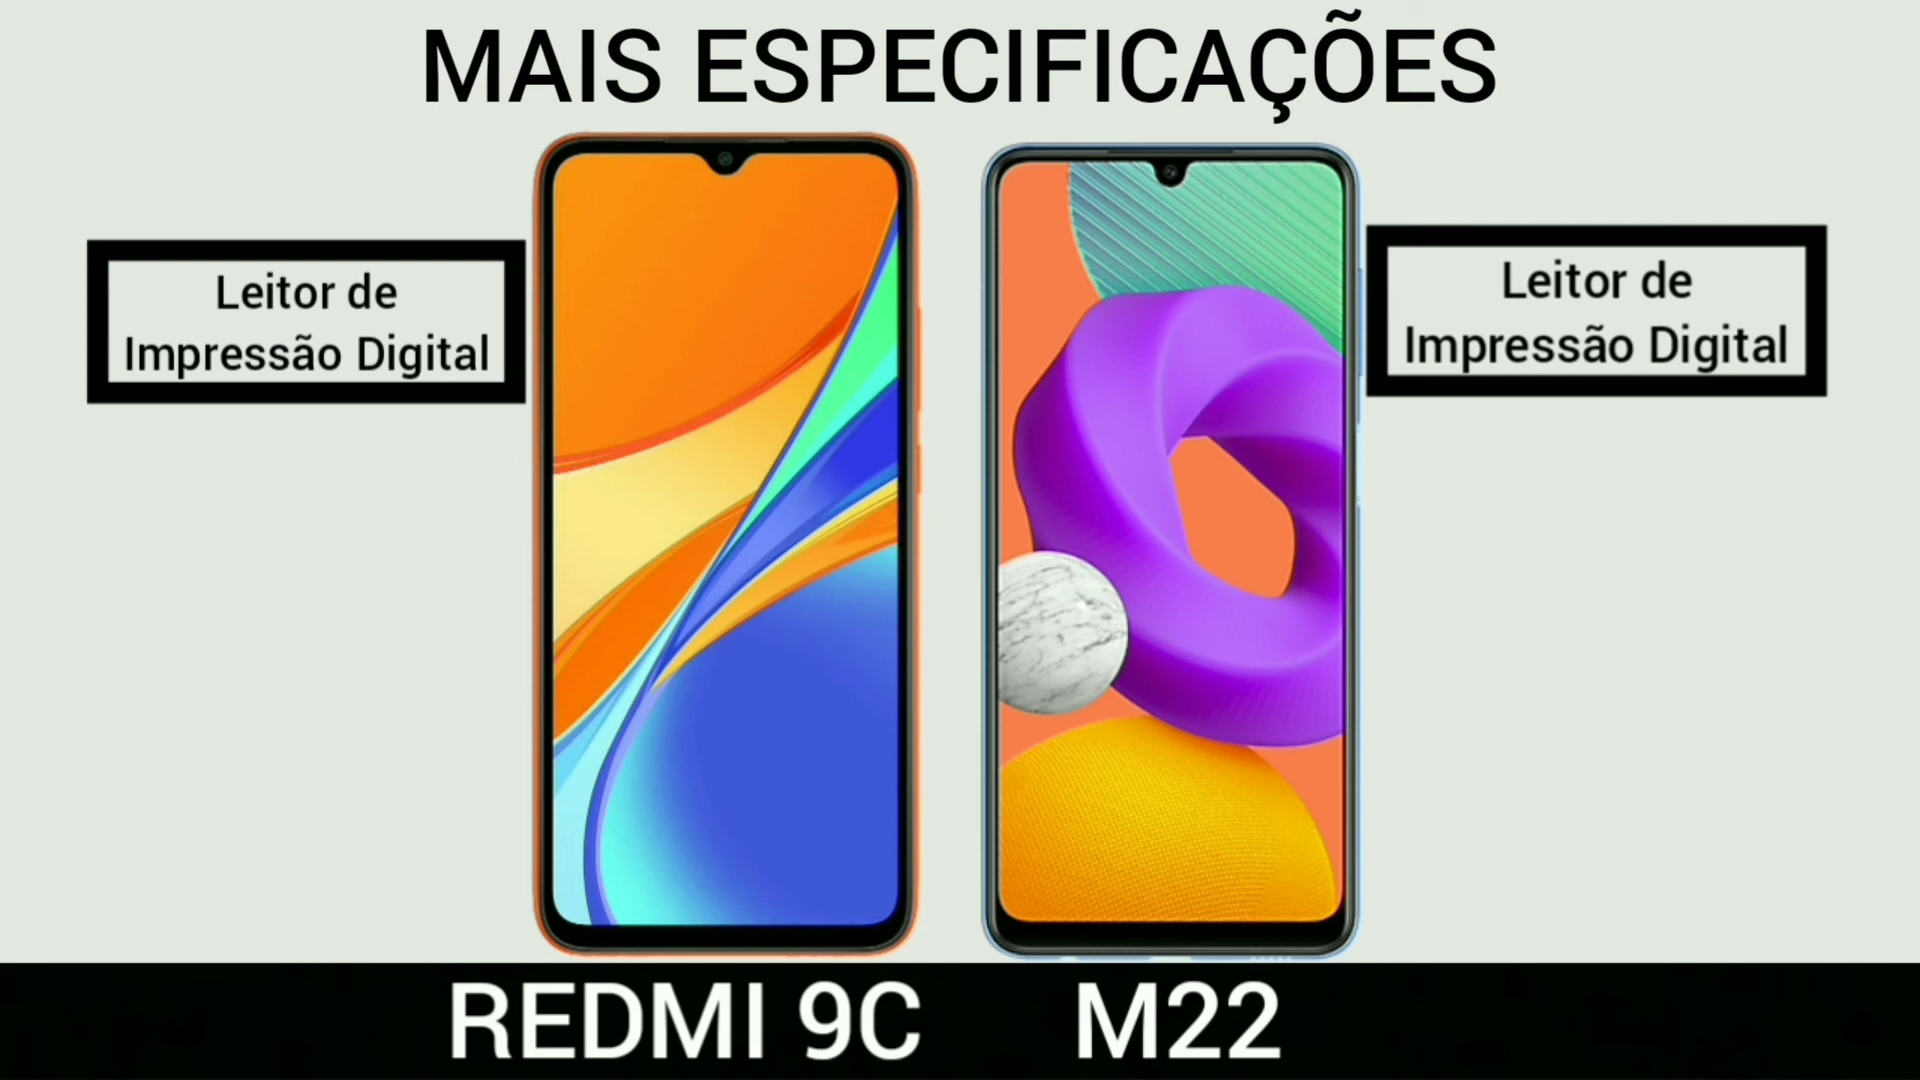 MAIS ESPECIFICAÇÕES
Leitor de
Impressão Digital
Leitor de
Impressão Digital
REDMI 9C
M22